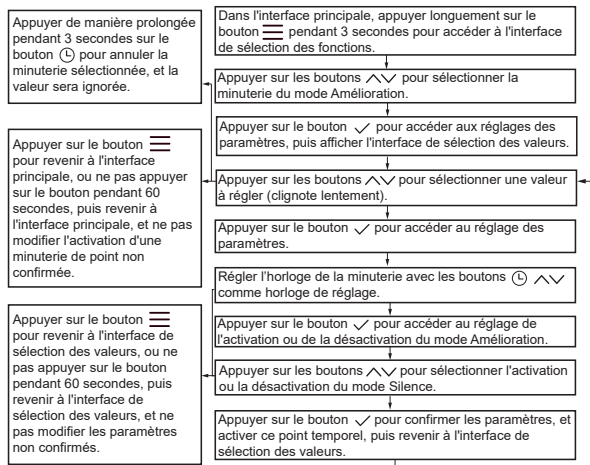 Appuyer de manière prolongée
pendant 3 secondes sur le
bouton pour annuler la
minuterie sélectionnée, et la
valeur sera ignorée.
Dans l'interface principale, appuyer longuement sur le
bouton pendant 3 secondes pour accéder à l'interface
de sélection des fonctions.
Appuyer sur les boutons pour sélectionner la
minuterie du mode Amélioration.
Appuyer sur le bouton pour accéder aux réglages des
paramètres, puis afficher l'interface de sélection des valeurs.
Appuyer sur le bouton
pour revenir à l'interface
principale, ou ne pas appuyer
sur le bouton pendant 60
secondes, puis revenir à
l'interface principale, et ne pas
modifier l'activation d'une
minuterie de point non
confirmée.
Appuyer sur les boutons pour sélectionner une valeur
à régler (clignote lentement).
Appuyer sur le bouton pour accéder au réglage des
paramètres.
Régler l'horloge de la minuterie avec les boutons
comme horloge de réglage.
Appuyer sur le bouton
pour revenir à l'interface de
sélection des valeurs, ou ne
pas appuyer sur le bouton
pendant 60 secondes, puis
revenir à l'interface de
sélection des valeurs, et ne
pas modifier les paramètres
non confirmés.
Appuyer sur le bouton pour accéder au réglage de
l'activation ou de la désactivation du mode Amélioration.
Appuyer sur les boutons pour sélectionner l'activation
ou la désactivation du mode Silence.
Appuyer sur le bouton pour confirmer les paramètres, et
activer ce point temporel, puis revenir à l'interface de
sélection des valeurs.